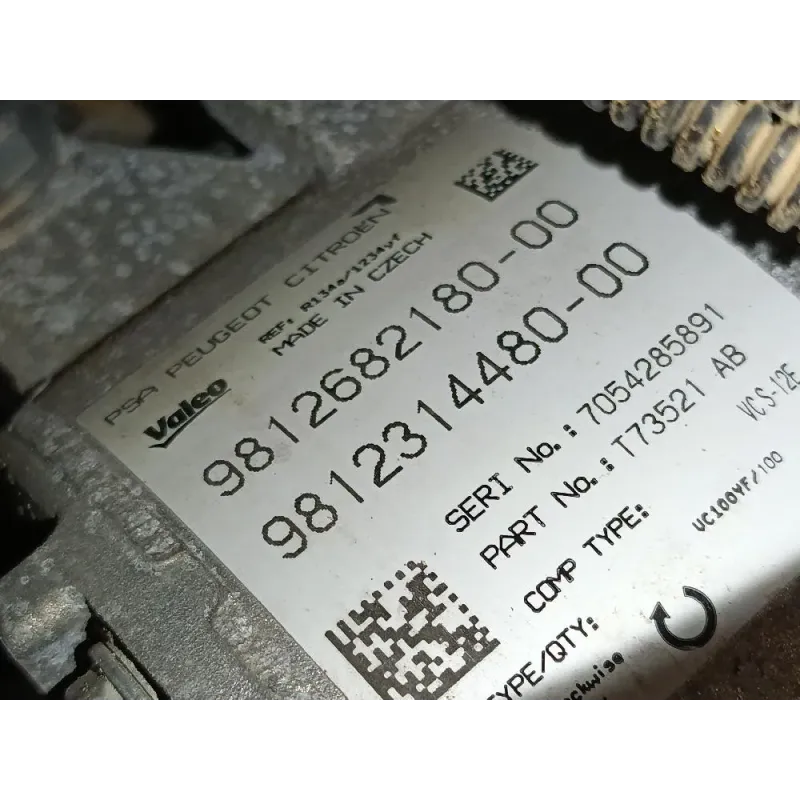 PSA PEUGEOT CITROEN
Valeo
REF: R134a/1234yf
MADE IN CZECH
9812682180-00
9812314480-00
SERI No.: 7054285891
PART No.: T73521 AB
COMP TYPE: VCS-12E
VC100YF/100
TYPE/QTY: